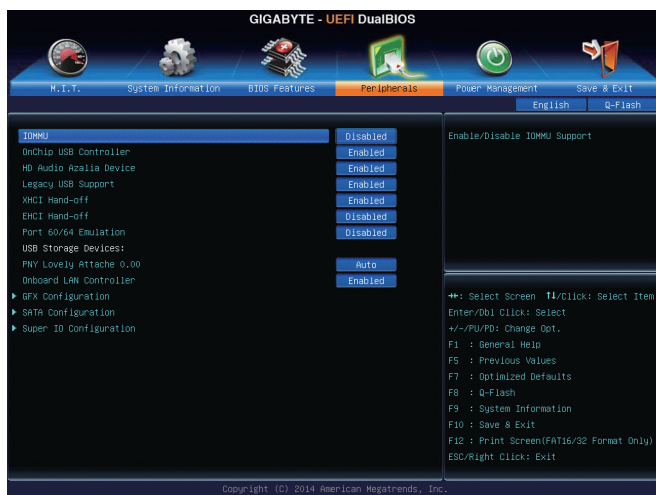 GIGABYTE - UEFI DualBIOS
M.I.T.
System Information
BIOS Features
Peripherals
Power Management
Save & Exit
English
Q-Flash
IOMMU Disabled
OnChip USB Controller Enabled
HD Audio Azalia Device Enabled
Legacy USB Support Enabled
XHCI Hand-off Enabled
EHCI Hand-off Disabled
Port 60/64 Emulation Disabled
USB Storage Devices:
PNY Lovely Attache 0.00 Auto
Onboard LAN Controller Enabled
GFX Configuration
SATA Configuration
Super IO Configuration
Enable/Disable IOMMU Support
→←: Select Screen ↑↓/Click: Select Item
Enter/Dbl Click: Select
+/-/PU/PD: Change Opt.
F1 : General Help
F5 : Previous Values
F7 : Optimized Defaults
F8 : Q-Flash
F9 : System Information
F10 : Save & Exit
F12 : Print Screen(FAT16/32 Format Only)
ESC/Right Click: Exit
Copyright (C) 2014 American Megatrends, Inc.